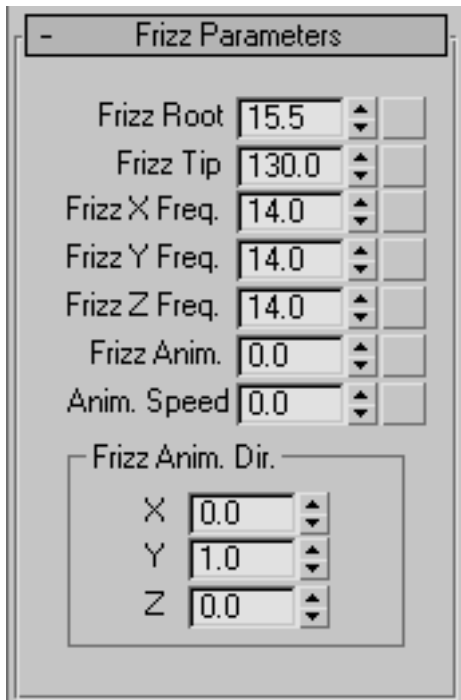 - Frizz Parameters
Frizz Root 15.5
Frizz Tip 130.0
Frizz X Freq. 14.0
Frizz Y Freq. 14.0
Frizz Z Freq. 14.0
Frizz Anim. 0.0
Anim. Speed 0.0
Frizz Anim. Dir.
X 0.0
Y 1.0
Z 0.0